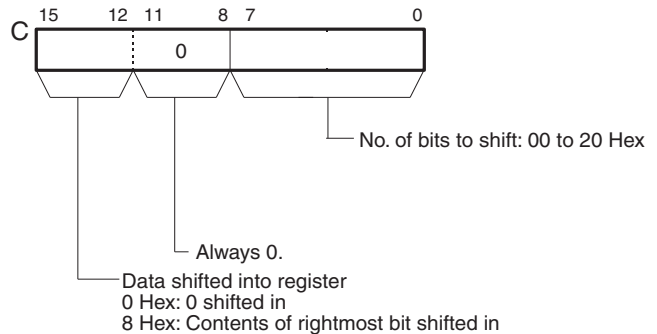 15 12 11 8 7 0
C
0
No. of bits to shift: 00 to 20 Hex
Always 0.
Data shifted into register
0 Hex: 0 shifted in
8 Hex: Contents of rightmost bit shifted in